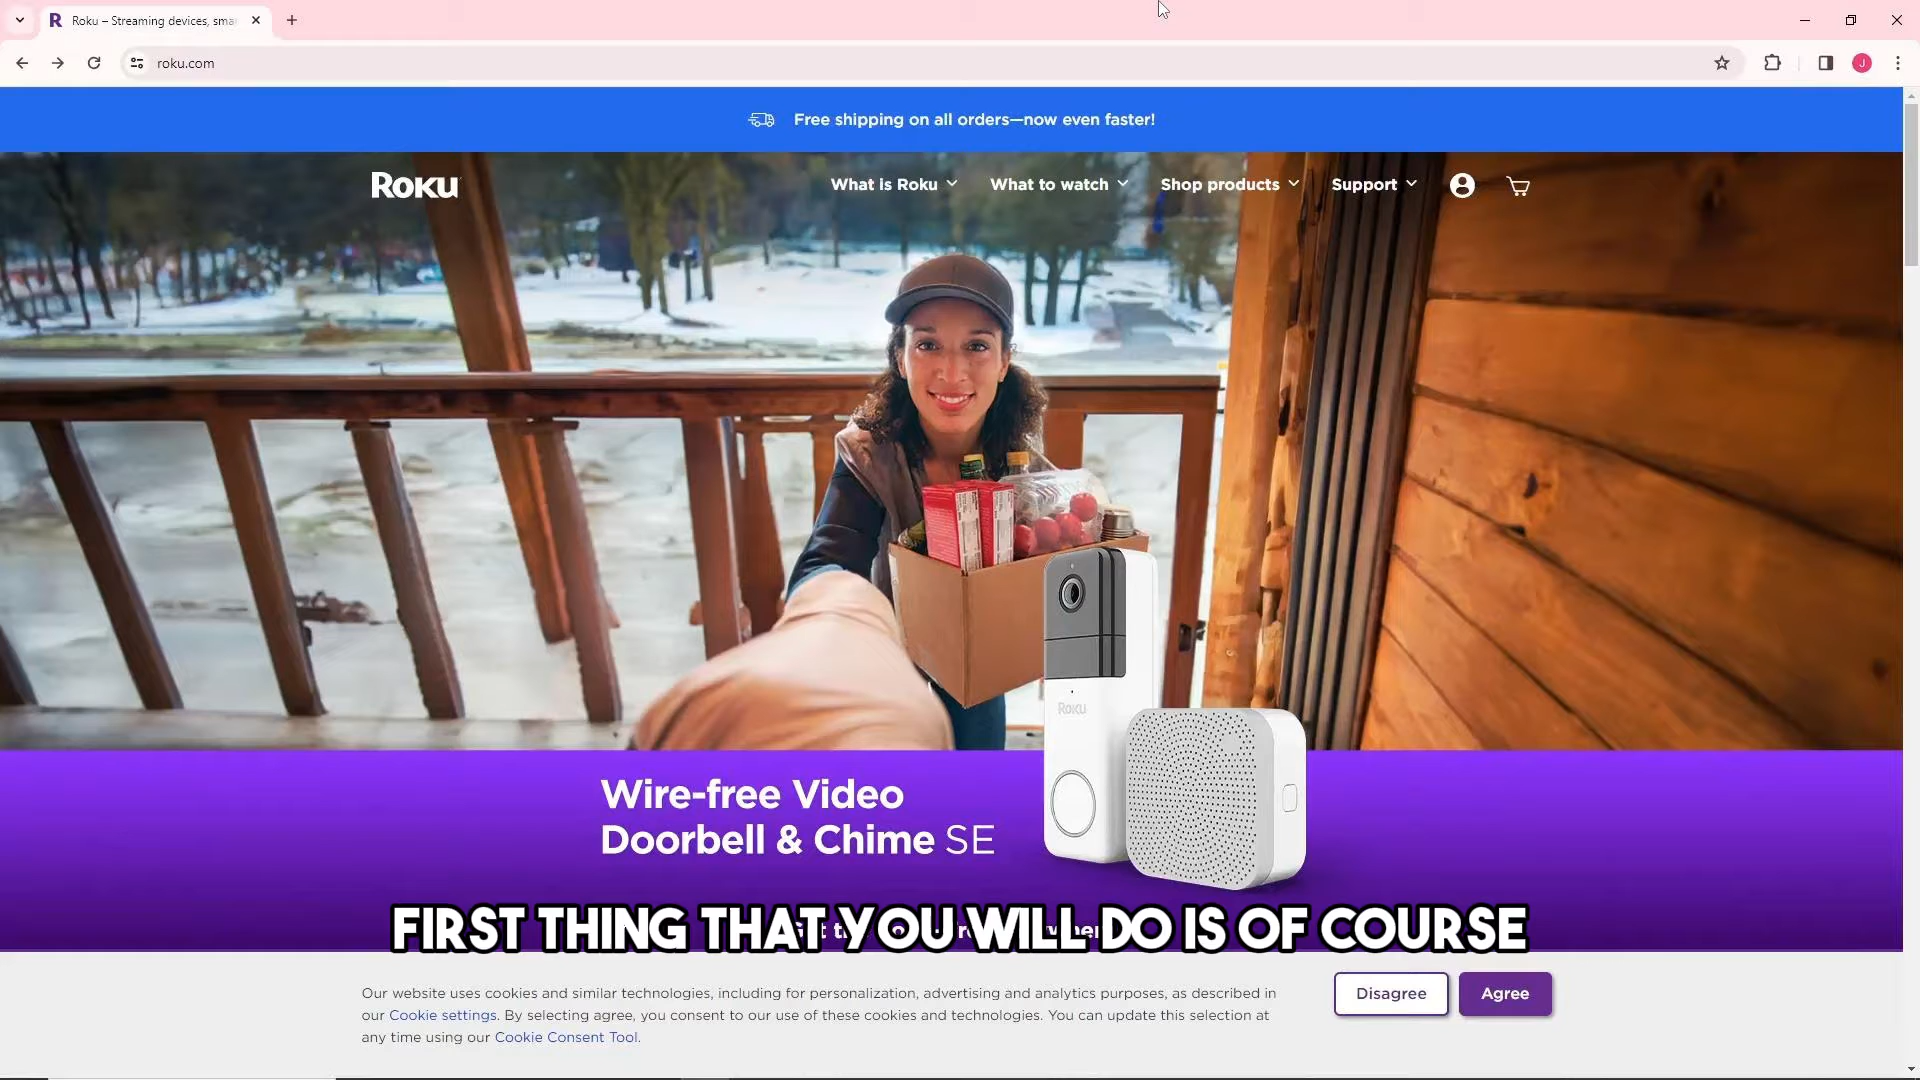 Roku – Streaming devices, sma
J
roku.com
Free shipping on all orders—now even faster!
ROKU
What is Roku
What to watch
Shop products
Support
ROKU
Wire-free Video
Doorbell & Chime SE
FIRST THING THAT YOU WILL DO IS OF COURSE
Our website uses cookies and similar technologies, including for personalization, advertising and analytics purposes, as described in
our Cookie settings. By selecting agree, you consent to our use of these cookies and technologies. You can update this selection at
any time using our Cookie Consent Tool.
Disagree
Agree